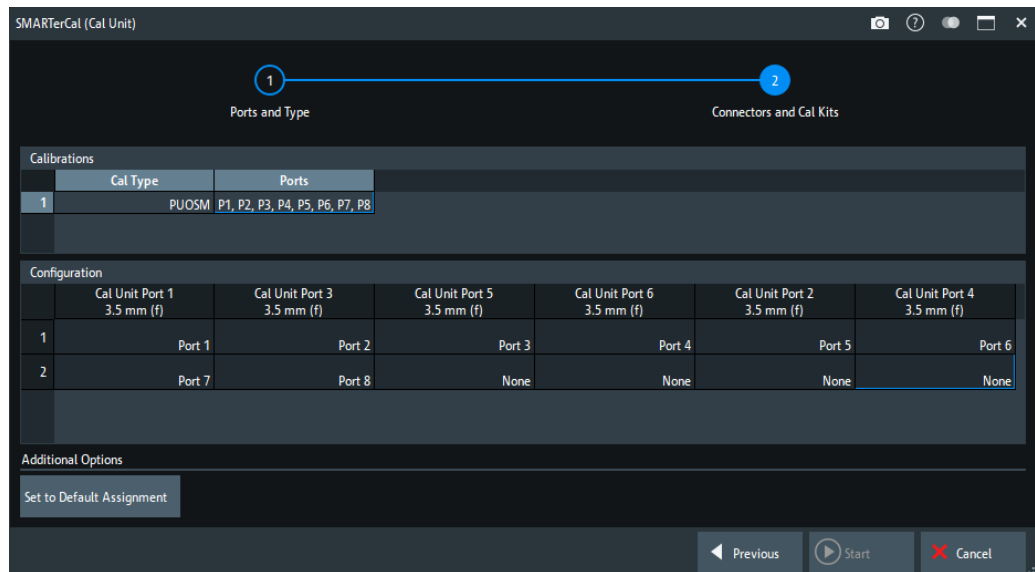 SMARTerCal (Cal Unit)
1
2
Ports and Type
Connectors and Cal Kits
Calibrations
Cal Type Ports
1 PUOSM P1, P2, P3, P4, P5, P6, P7, P8
Configuration
Cal Unit Port 1 Cal Unit Port 3 Cal Unit Port 5 Cal Unit Port 6 Cal Unit Port 2 Cal Unit Port 4
3.5 mm (f) 3.5 mm (f) 3.5 mm (f) 3.5 mm (f) 3.5 mm (f) 3.5 mm (f)
1 Port 1 Port 2 Port 3 Port 4 Port 5 Port 6
2 Port 7 Port 8 None None None None
Additional Options
Set to Default Assignment
Previous Start Cancel